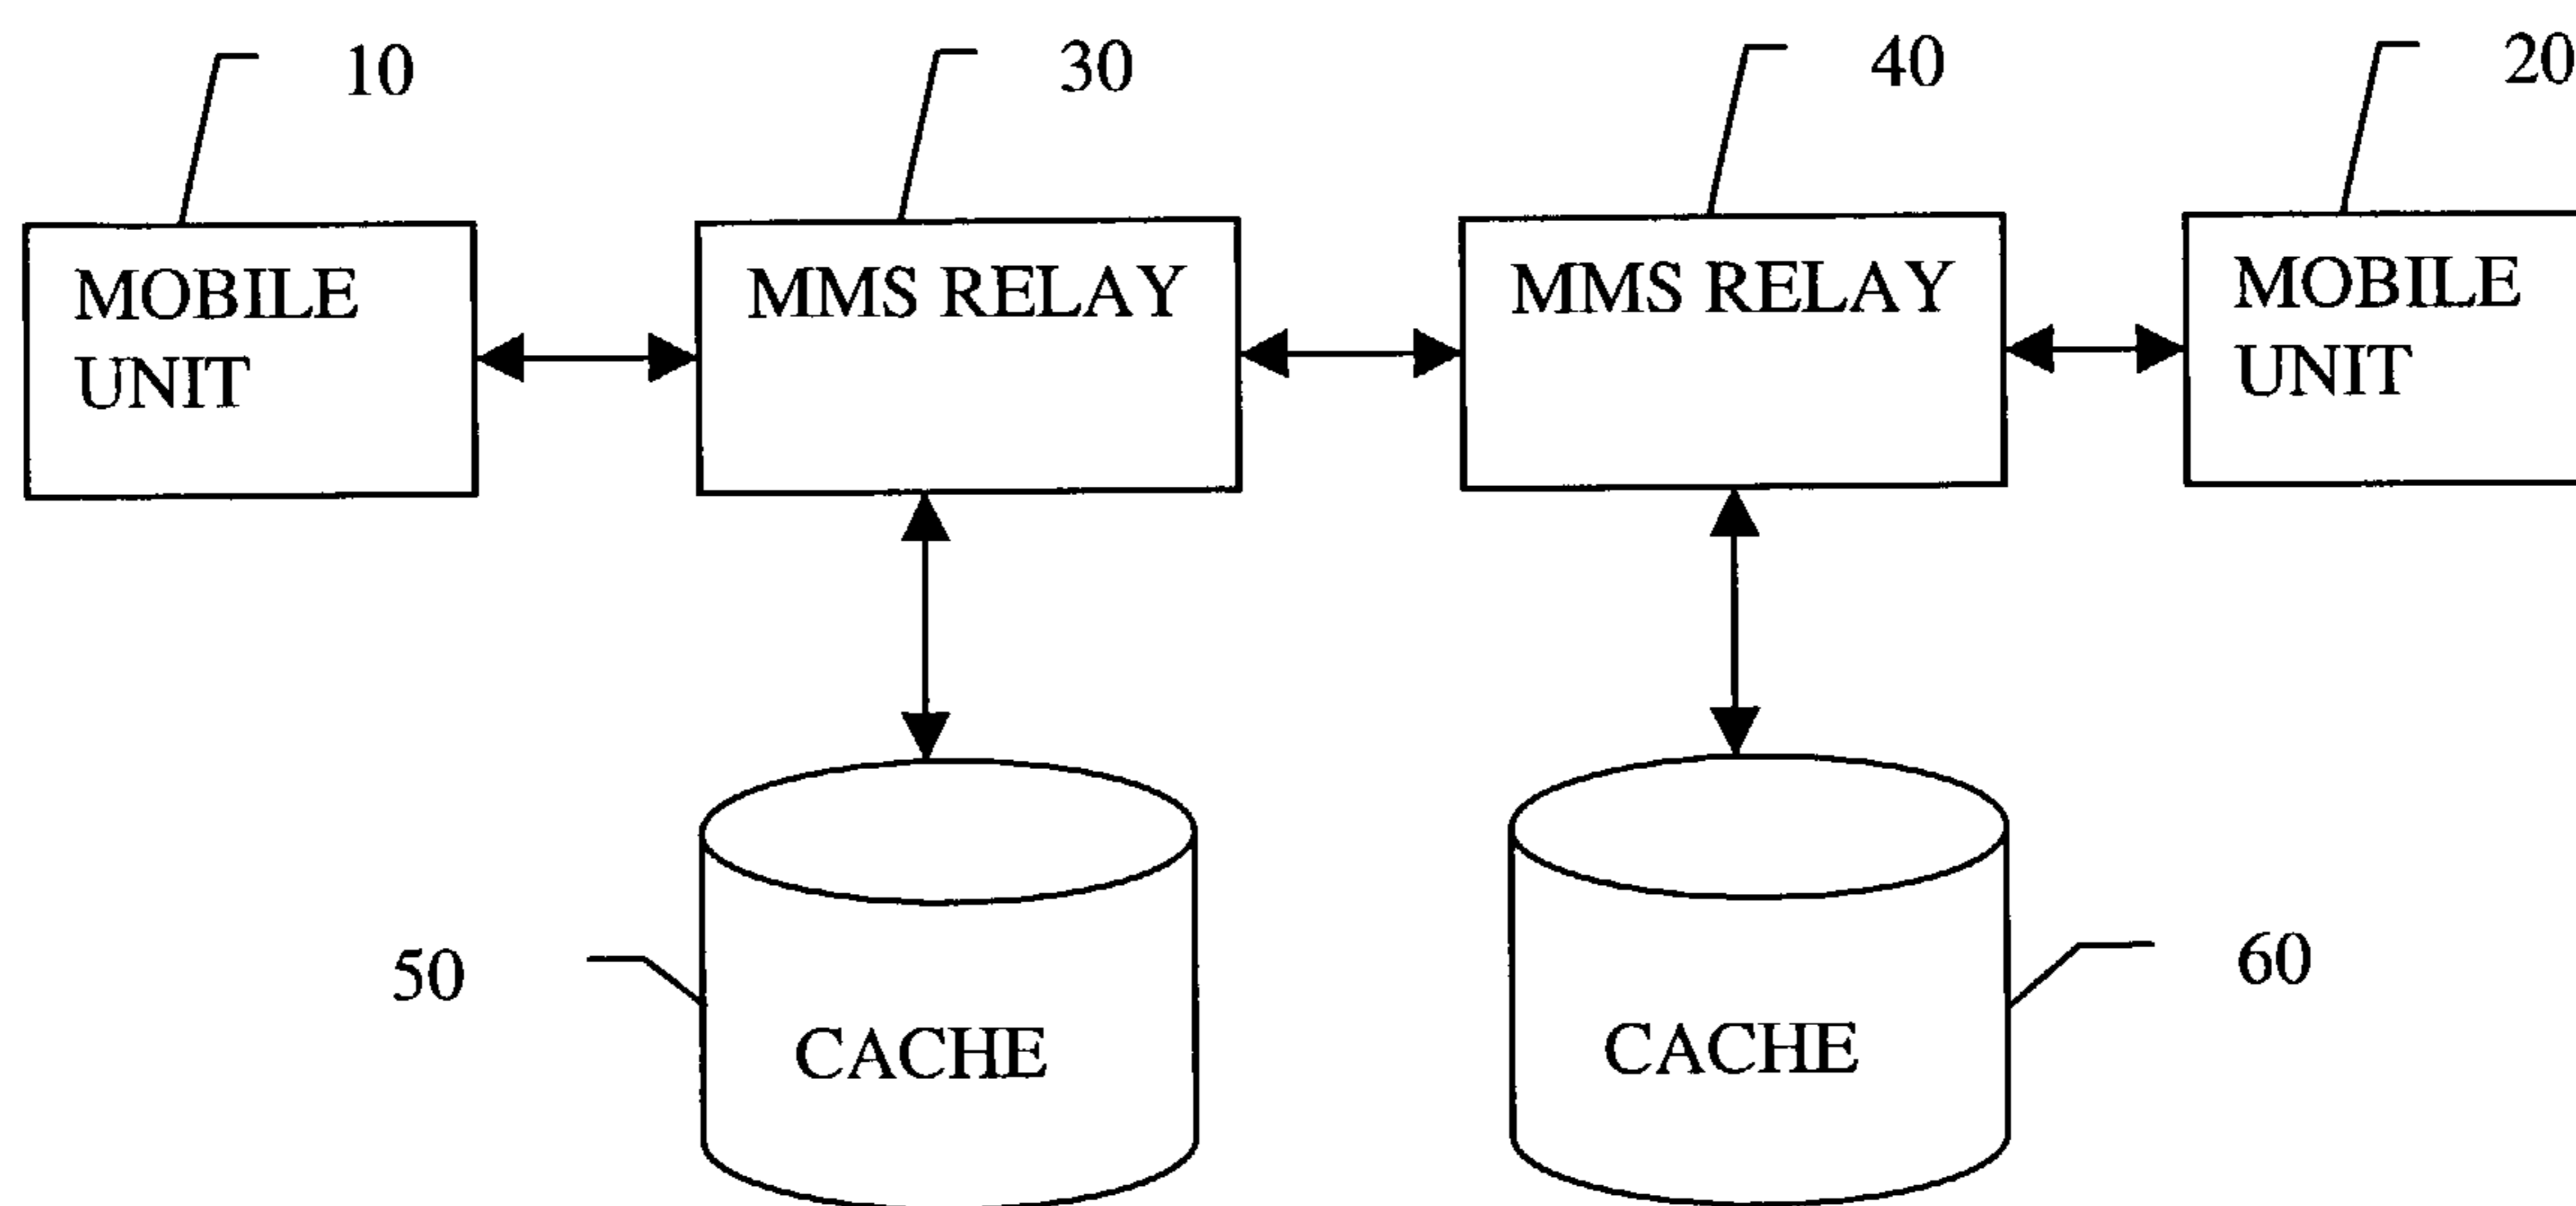 10
30
40
20
MOBILE
UNIT
MMS RELAY
MMS RELAY
MOBILE
UNIT
50
CACHE
CACHE
60